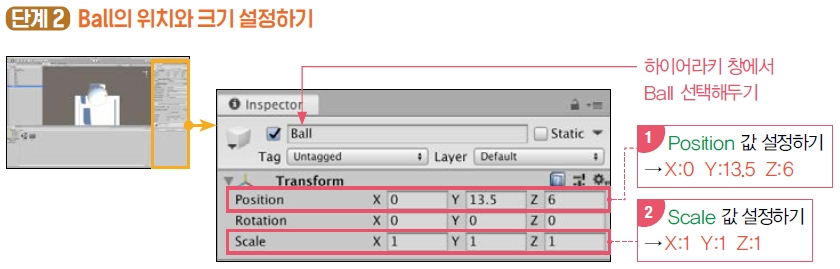 단계 2 Ball의 위치와 크기 설정하기
하이어라키 창에서
Ball 선택해두기
Inspector
Ball Static
Tag Untagged Layer Default
Transform
Position X 0 Y 13.5 Z 6
Rotation X 0 Y 0 Z 0
Scale X 1 Y 1 Z 1
1 Position 값 설정하기
→X:0 Y:13.5 Z:6
2 Scale 값 설정하기
→X:1 Y:1 Z:1